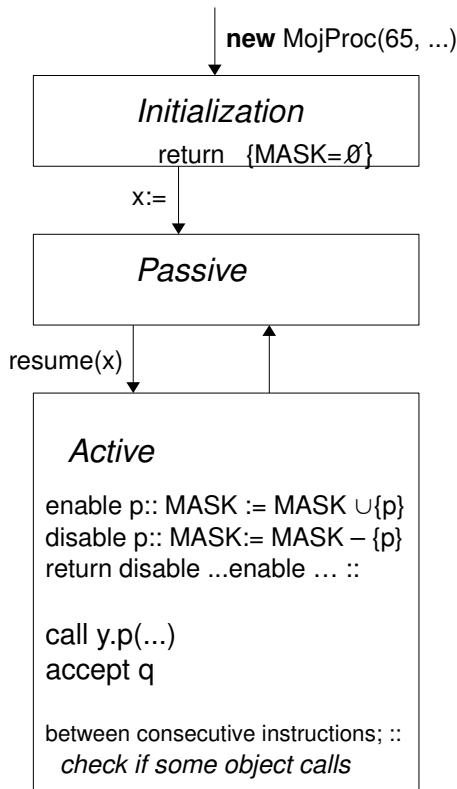 new MojProc(65, ...)
Initialization
return {MASK=Ø}
x:=
Passive
resume(x)
Active
enable p:: MASK := MASK ∪{p}
disable p:: MASK:= MASK – {p}
return disable ...enable … ::
call y.p(...)
accept q
between consecutive instructions; ::
check if some object calls